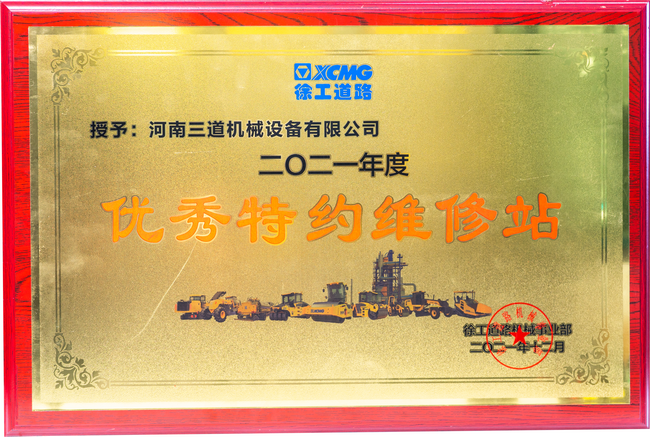 XCMG
徐工道路
授予：河南三道机械设备有限公司
二〇二一年度
优秀特约维修站
XCMG
徐工道路机械事业部
二〇二一年十二月